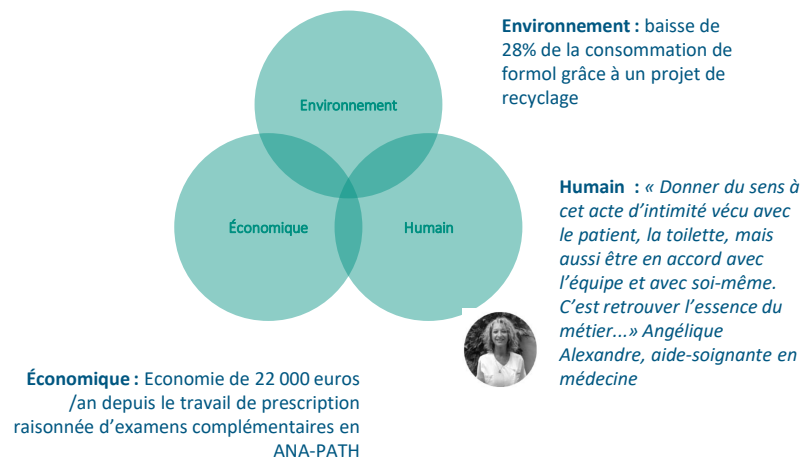 Environnement : baisse de
28% de la consommation de
formol grâce à un projet de
recyclage
Environnement
Économique
Humain
Humain  : « Donner du sens à
cet acte d’intimité vécu avec
le patient, la toilette, mais
aussi être en accord avec
l’équipe et avec soi-même.
C’est retrouver l’essence du
métier...» Angélique
Alexandre, aide-soignante en
médecine
Économique : Economie de 22 000 euros
/an depuis le travail de prescription
raisonnée d’examens complémentaires en
ANA-PATH